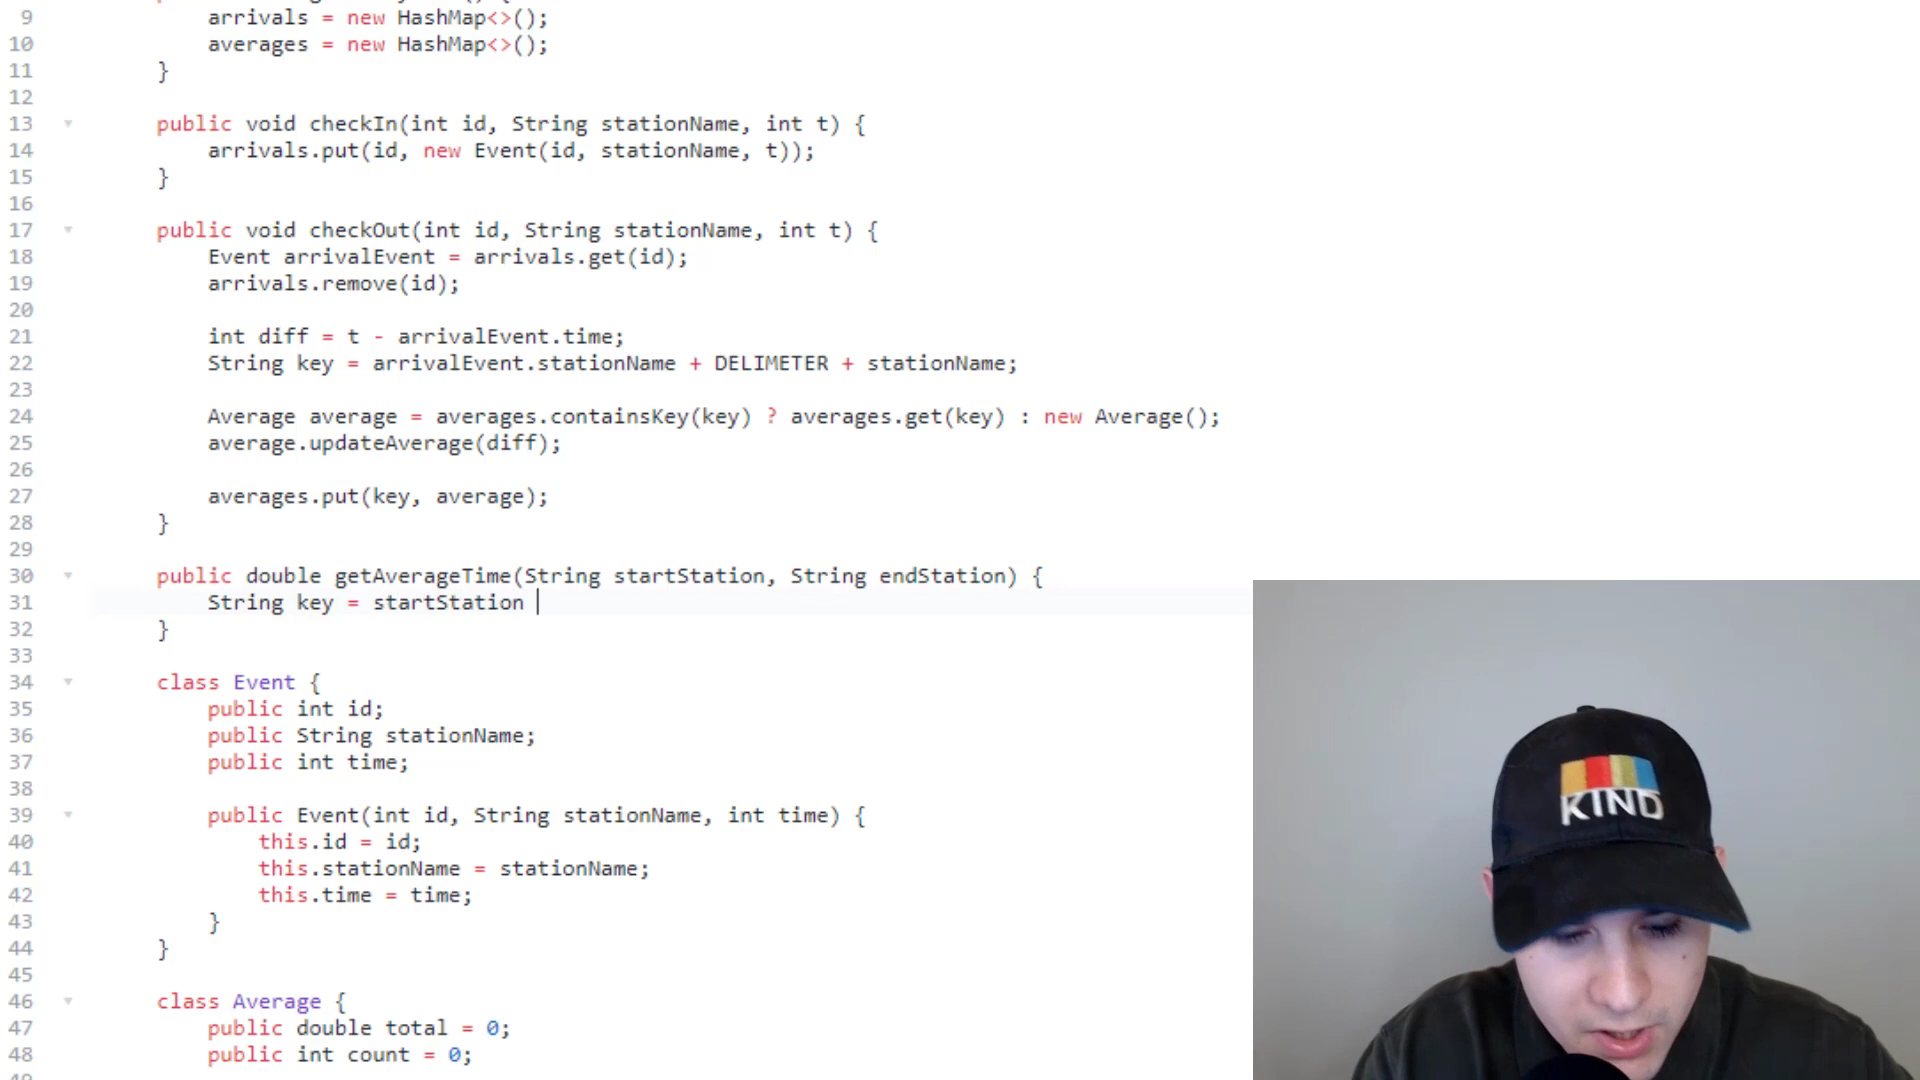 9 arrivals = new HashMap<>();
10 averages = new HashMap<>();
11 }
12
13 public void checkIn(int id, String stationName, int t) {
14 arrivals.put(id, new Event(id, stationName, t));
15 }
16
17 public void checkOut(int id, String stationName, int t) {
18 Event arrivalEvent = arrivals.get(id);
19 arrivals.remove(id);
20
21 int diff = t - arrivalEvent.time;
22 String key = arrivalEvent.stationName + DELIMETER + stationName;
23
24 Average average = averages.containsKey(key) ? averages.get(key) : new Average();
25 average.updateAverage(diff);
26
27 averages.put(key, average);
28 }
29
30 public double getAverageTime(String startStation, String endStation) {
31 String key = startStation
32 }
33
34 class Event {
35 public int id;
36 public String stationName;
37 public int time;
38
39 public Event(int id, String stationName, int time) {
40 this.id = id;
41 this.stationName = stationName;
42 this.time = time;
43 }
44 }
45
46 class Average {
47 public double total = 0;
48 public int count = 0;
KIND